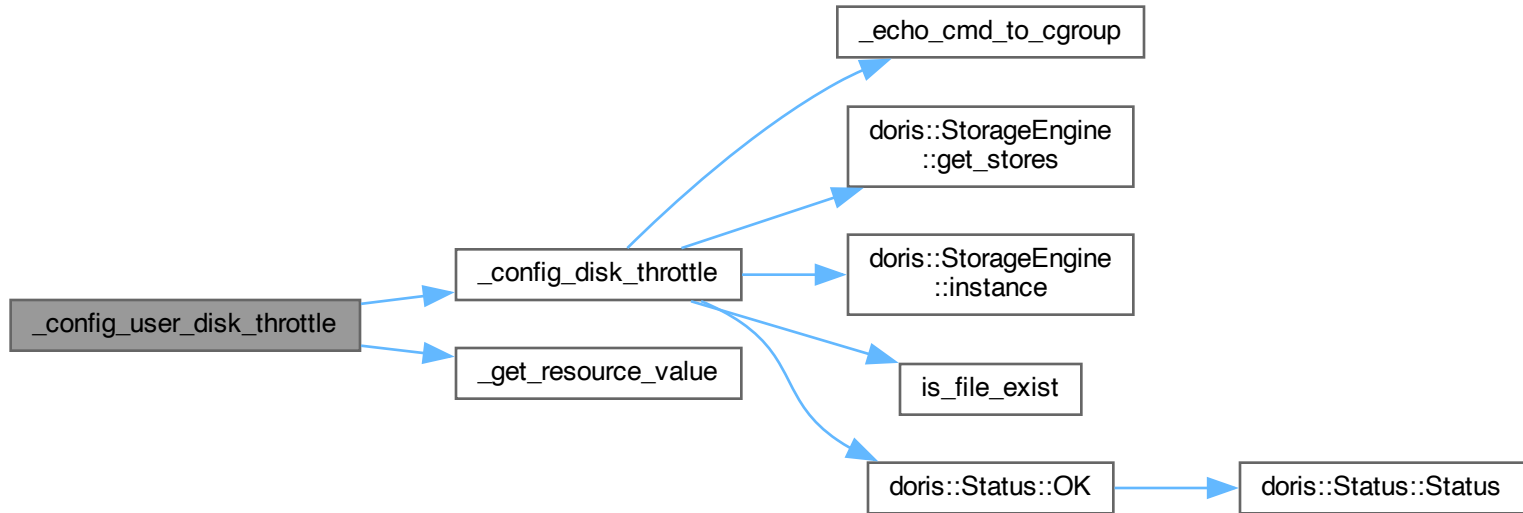 _echo_cmd_to_cgroup
doris::StorageEngine
::get_stores
_config_disk_throttle
doris::StorageEngine
::instance
_config_user_disk_throttle
_get_resource_value
is_file_exist
doris::Status::OK
doris::Status::Status